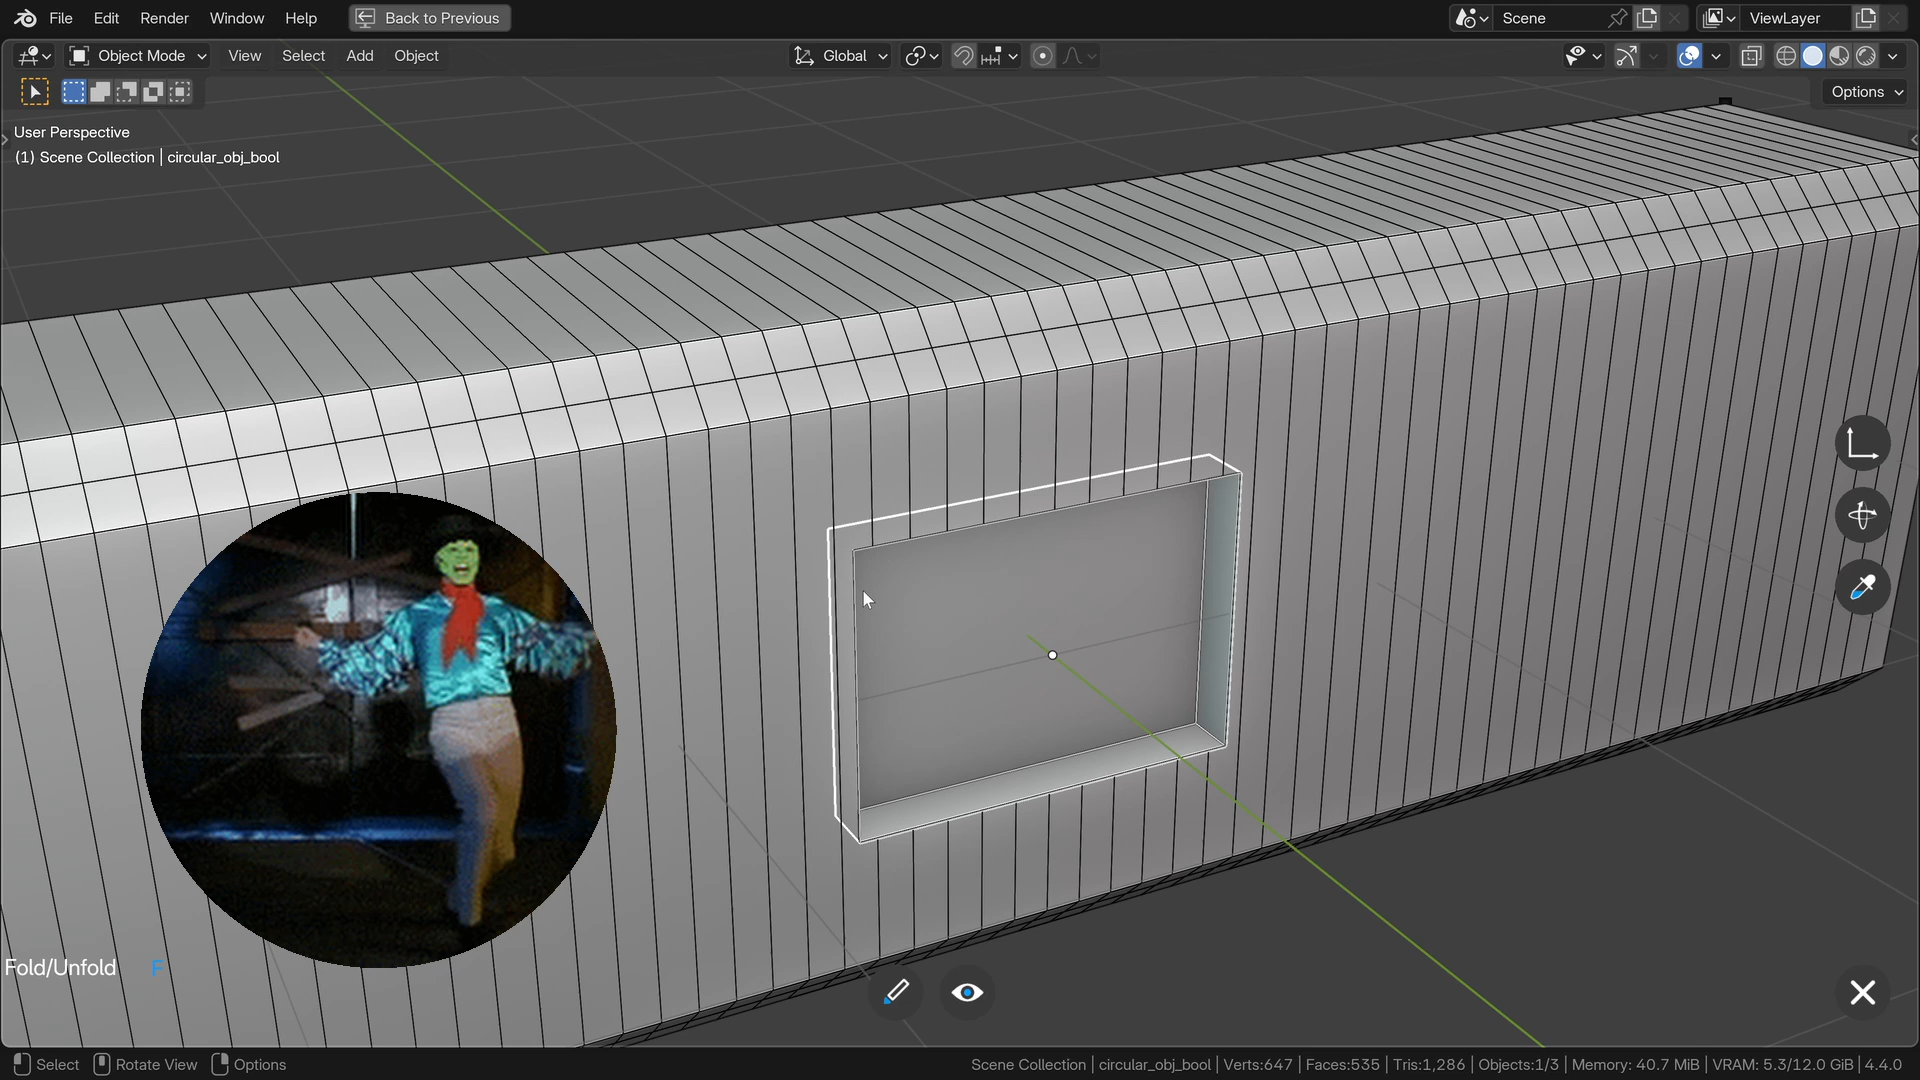 File Edit Render Window Help Back to Previous Scene ViewLayer
Object Mode View Select Add Object Global
Options
User Perspective
(1) Scene Collection | circular_obj_bool
Fold/Unfold F
Select Rotate View Options Scene Collection | circular_obj_bool | Verts:647 | Faces:535 | Tris:1,286 | Objects:1/3 | Memory: 40.7 MiB | VRAM: 5.3/12.0 GiB | 4.4.0